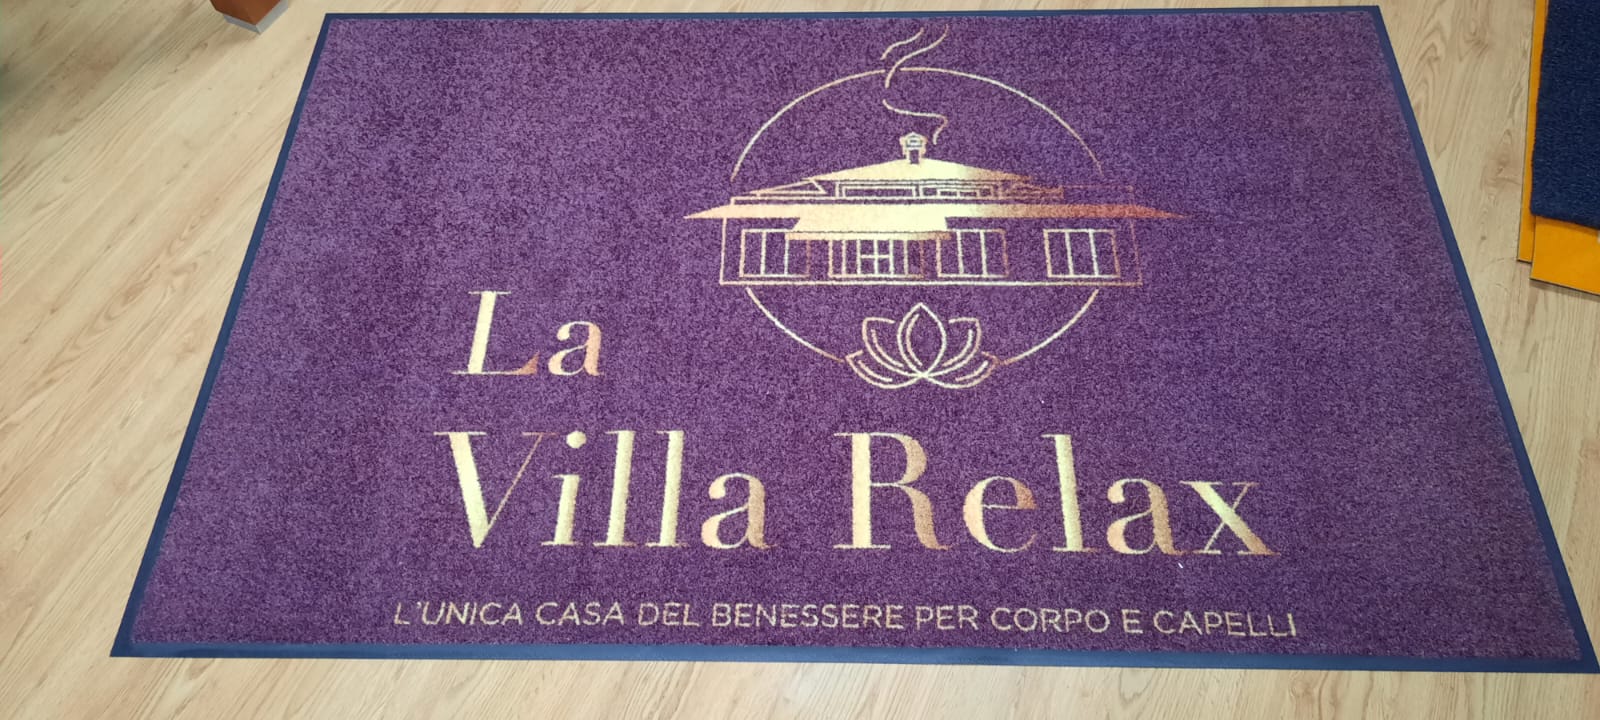 La
Villa Relax
L'UNICA CASA DEL BENESSERE PER CORPO E CAPELLI